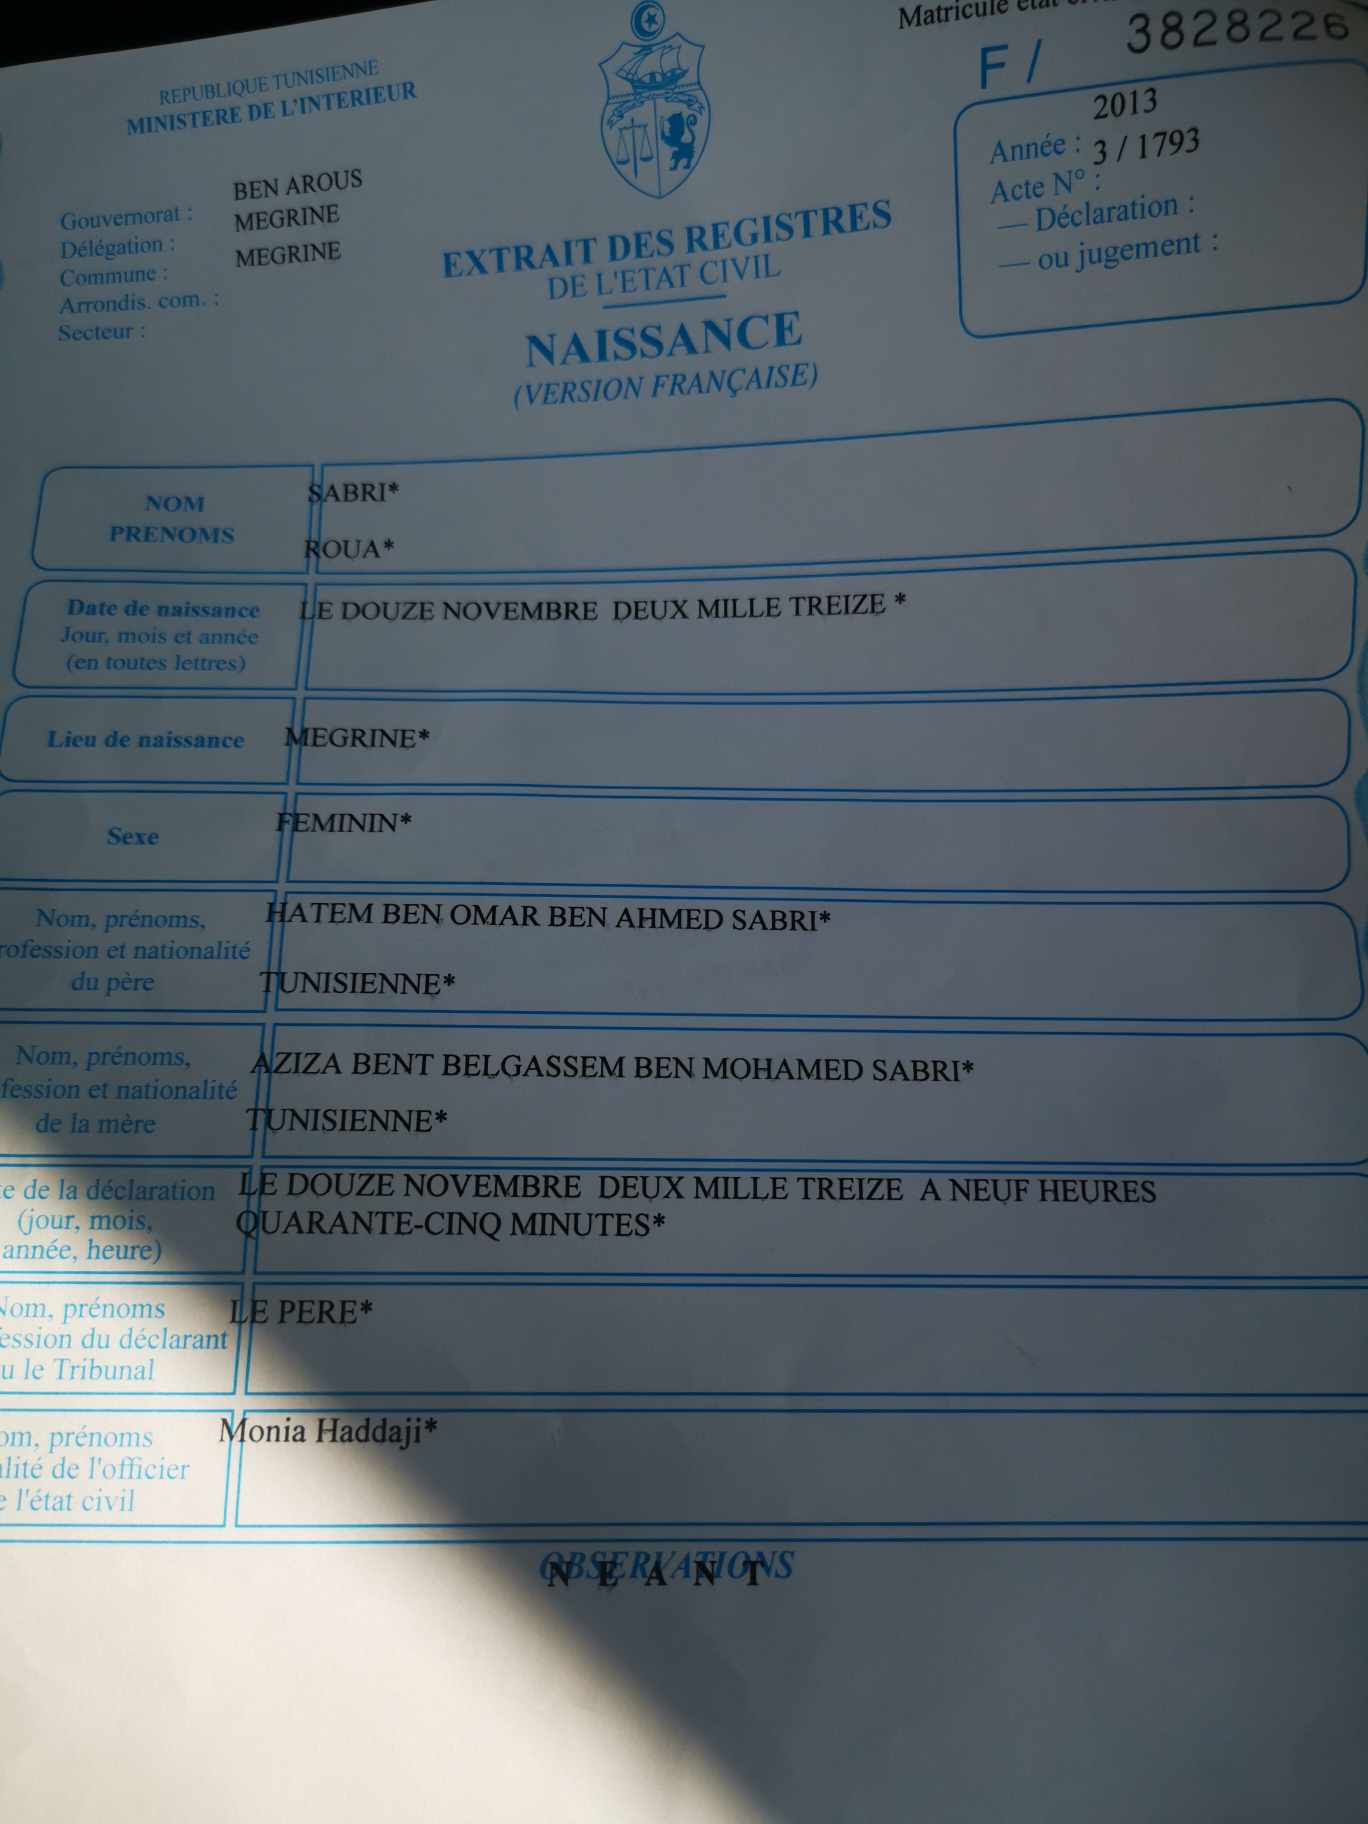 REPUBLIQUE TUNISIENNE
MINISTERE DE L'INTERIEUR
Matricule état
F / 3828226
Gouvernorat : BEN AROUS
Délégation : MEGRINE
Commune : MEGRINE
Arrondis. com. :
Secteur :
EXTRAIT DES REGISTRES
DE L'ETAT CIVIL
NAISSANCE
(VERSION FRANÇAISE)
2013
Année : 3 / 1793
Acte N° :
— Déclaration :
— ou jugement :
NOM
PRENOMS
SABRI*
ROUA*
Date de naissance
Jour, mois et année
(en toutes lettres)
LE DOUZE NOVEMBRE DEUX MILLE TREIZE *
Lieu de naissance
MEGRINE*
Sexe
FEMININ*
Nom, prénoms,
rofession et nationalité
du père
HATEM BEN OMAR BEN AHMED SABRI*
TUNISIENNE*
Nom, prénoms,
fession et nationalité
de la mère
AZIZA BENT BELGASSEM BEN MOHAMED SABRI*
TUNISIENNE*
te de la déclaration
(jour, mois,
année, heure)
LE DOUZE NOVEMBRE DEUX MILLE TREIZE A NEUF HEURES
QUARANTE-CINQ MINUTES*
Nom, prénoms
ession du déclarant
u le Tribunal
LE PERE*
om, prénoms
alité de l'officier
e l'état civil
Monia Haddaji*
OBSERVATIONS
N E A N T